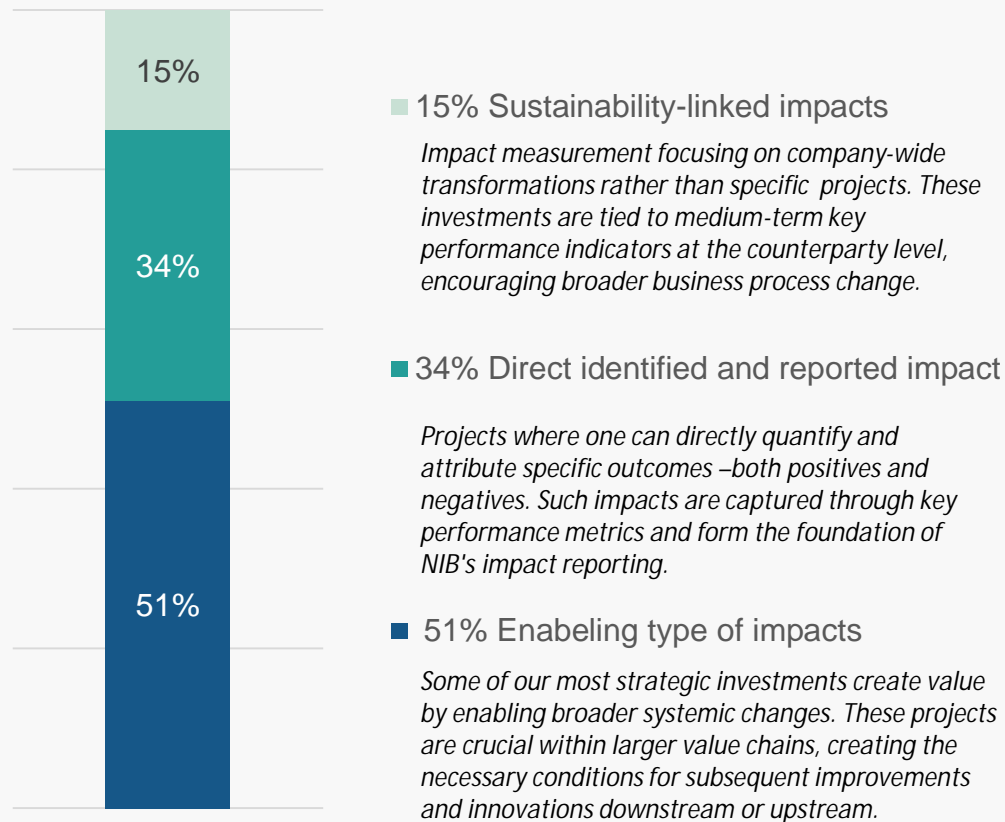 15%
34%
51%
15% Sustainability-linked impacts
Impact measurement focusing on company-wide
transformations rather than specific projects. These
investments are tied to medium-term key
performance indicators at the counterparty level,
encouraging broader business process change.
34% Direct identified and reported impact
Projects where one can directly quantify and
attribute specific outcomes –both positives and
negatives. Such impacts are captured through key
performance metrics and form the foundation of
NIB's impact reporting.
51% Enabeling type of impacts
Some of our most strategic investments create value
by enabling broader systemic changes. These projects
are crucial within larger value chains, creating the
necessary conditions for subsequent improvements
and innovations downstream or upstream.